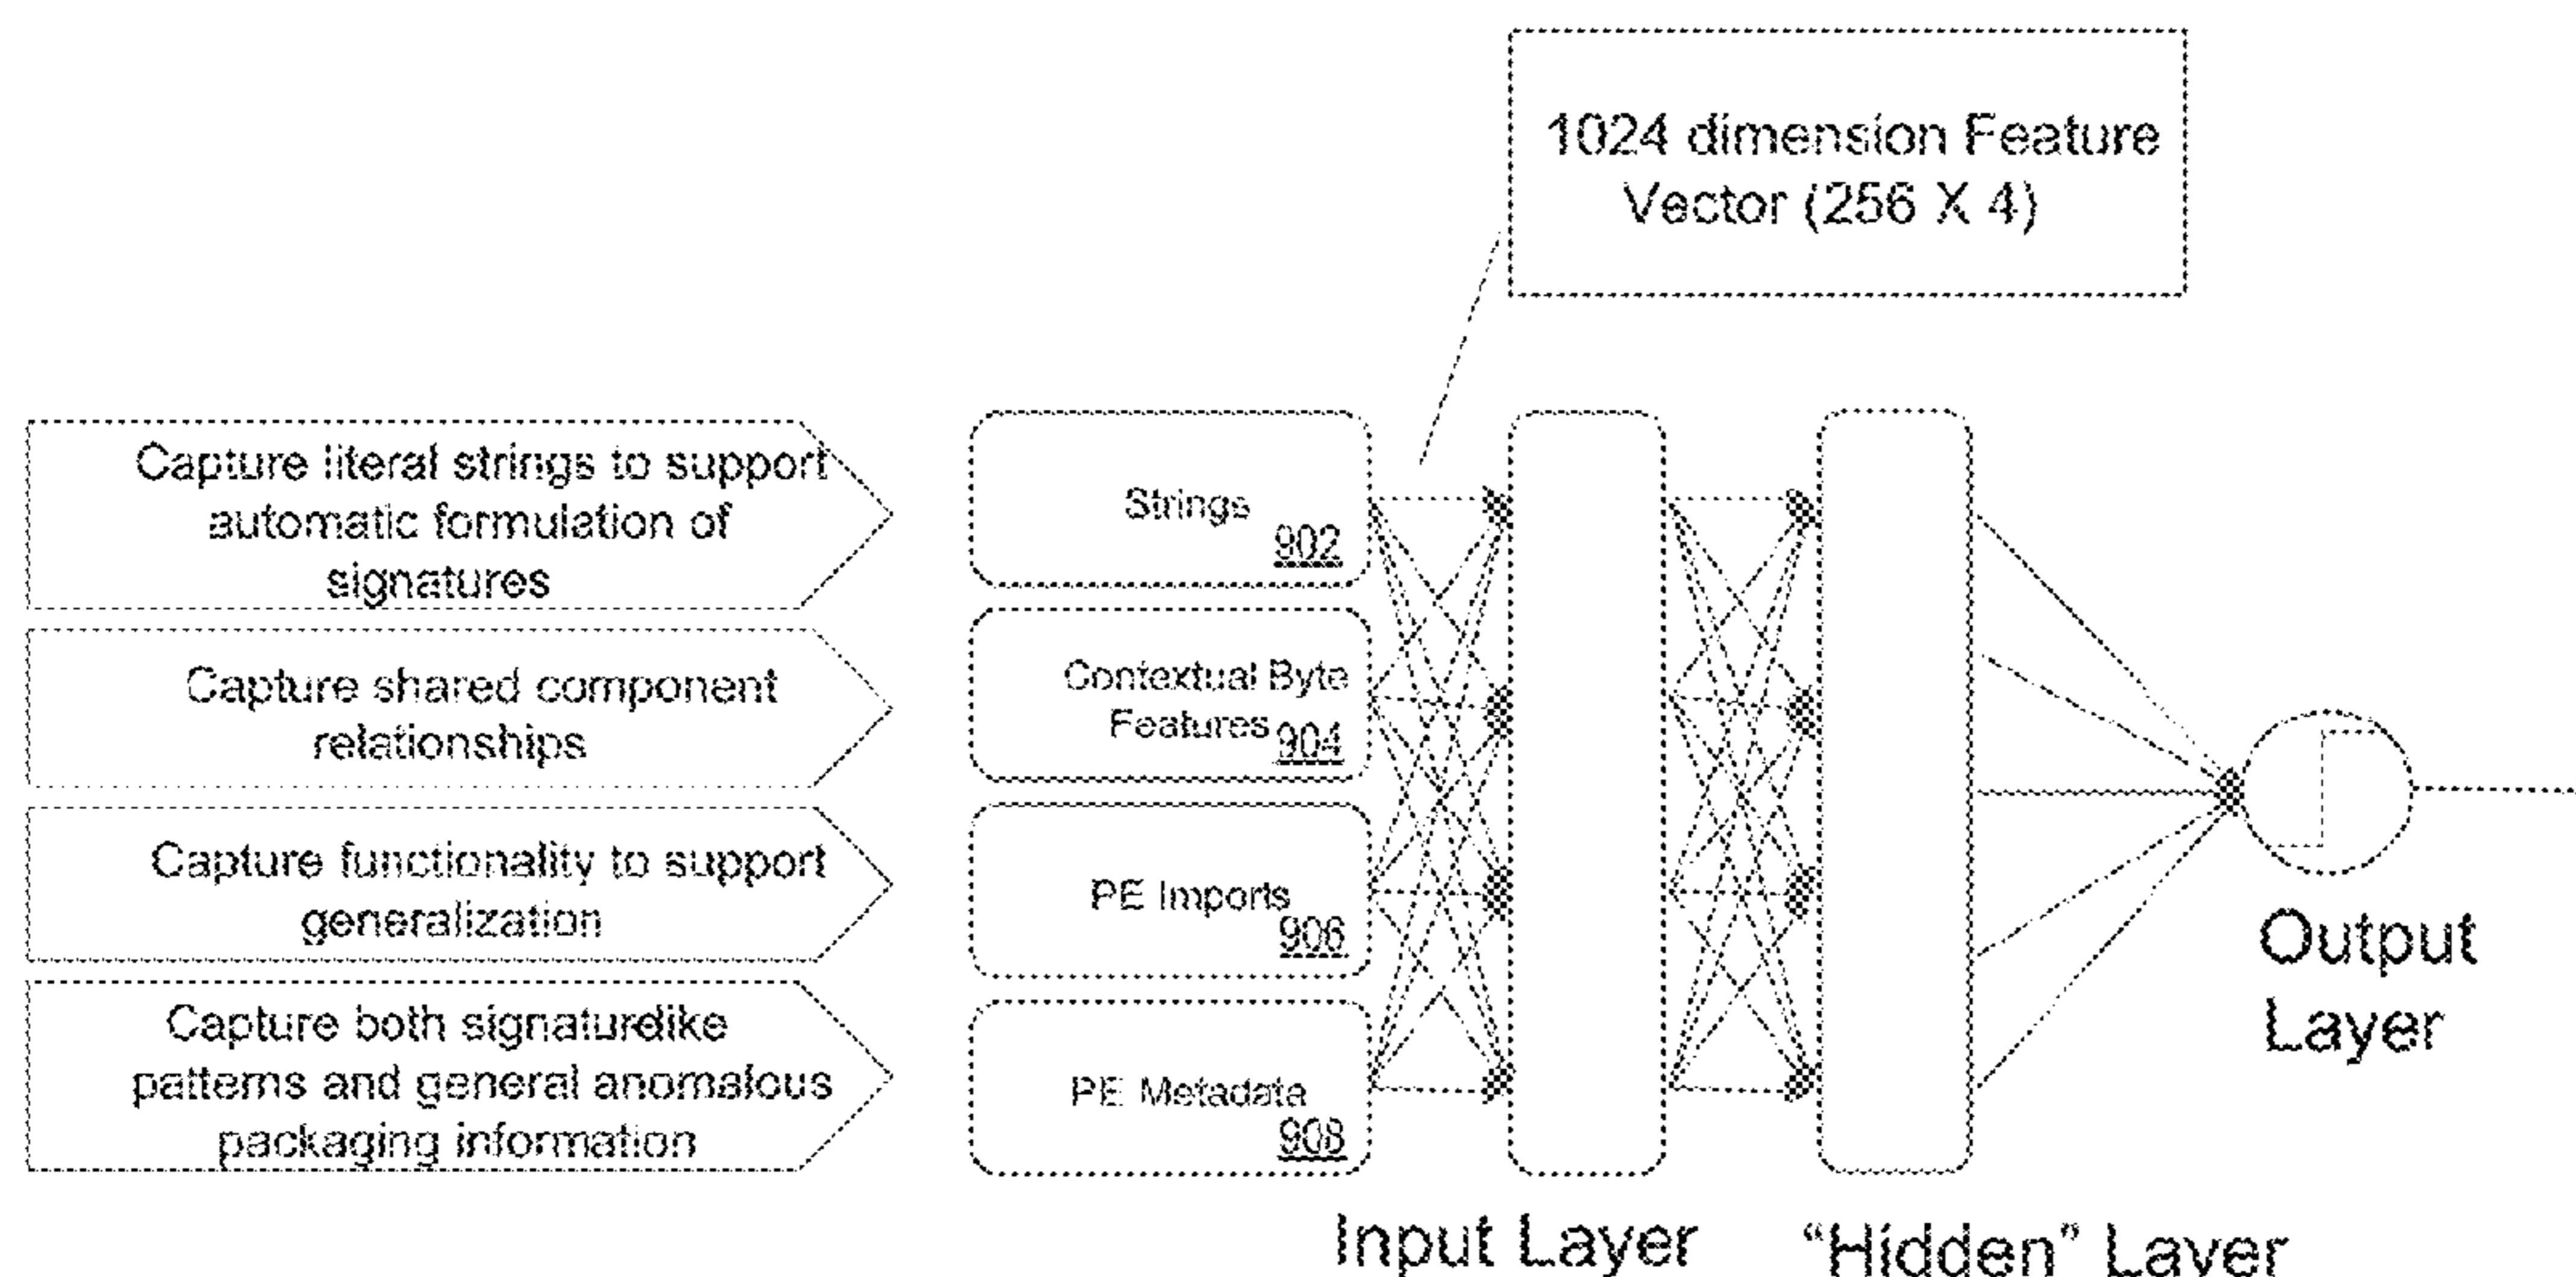 1024 dimension Feature
Vector (256 X 4)
Capture literal strings to support
automatic formulation of
signatures
Strings
902
Capture shared component
relationships
Contextual Byte
Features
904
Capture functionality to support
generalization
PE Imports
906
Capture both signaturelike
patterns and general anomalous
packaging information
PE Metadata
908
Output
Layer
Input Layer
“Hidden” Layer